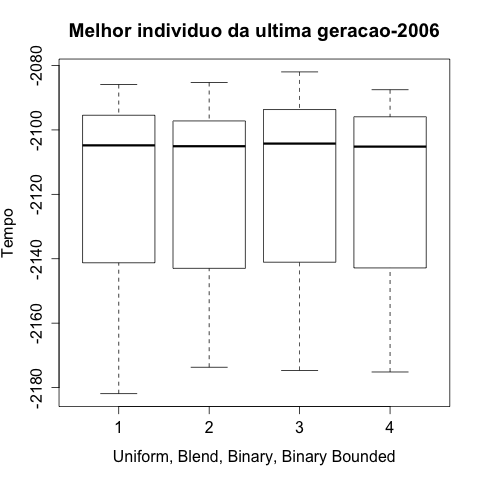 Melhor individuo da ultima geracao-2006
-2080
-2100
-2120
-2140
-2160
-2180
Tempo
1 2 3 4
Uniform, Blend, Binary, Binary Bounded